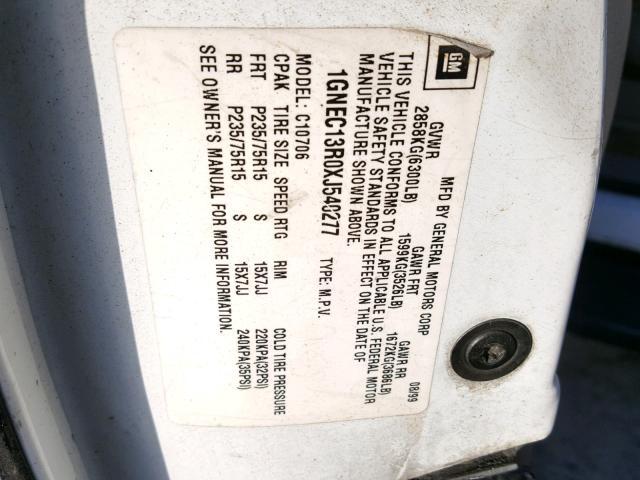 GM
MFD BY GENERAL MOTORS CORP 08/99
GVWR GAWR FRT GAWR RR
2858KG(6300LB) 1599KG(3526LB) 1672KG(3686LB)
THIS VEHICLE CONFORMS TO ALL APPLICABLE U.S. FEDERAL MOTOR
VEHICLE SAFETY STANDARDS IN EFFECT ON THE DATE OF
MANUFACTURE SHOWN ABOVE.
1GNEC13R0XJ540277 TYPE: M.P.V.
MODEL: C10706
CPAK TIRE SIZE SPEED RTG RIM COLD TIRE PRESSURE
FRT P235/75R15 S 15X7JJ 220KPA(32PSI)
RR P235/75R15 S 15X7JJ 240KPA(35PSI)
SEE OWNER'S MANUAL FOR MORE INFORMATION.